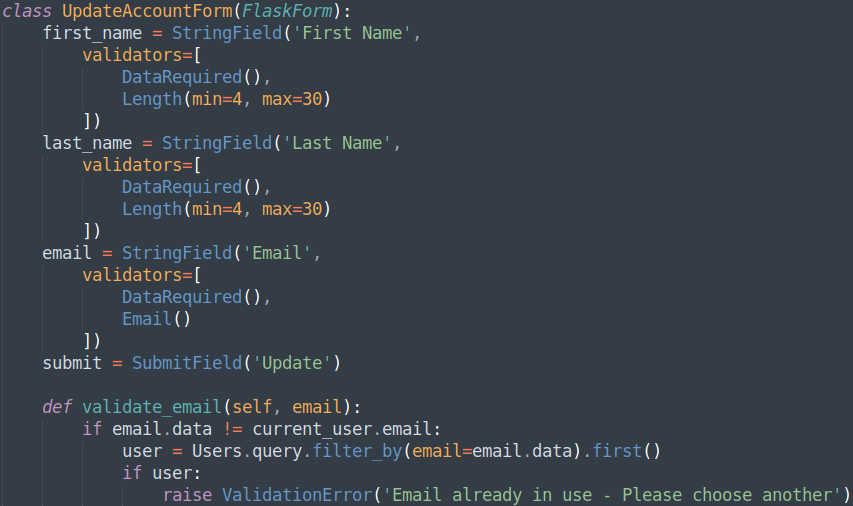 class UpdateAccountForm(FlaskForm):
    first_name = StringField('First Name',
        validators=[
            DataRequired(),
            Length(min=4, max=30)
        ])
    last_name = StringField('Last Name',
        validators=[
            DataRequired(),
            Length(min=4, max=30)
        ])
    email = StringField('Email',
        validators=[
            DataRequired(),
            Email()
        ])
    submit = SubmitField('Update')

    def validate_email(self, email):
        if email.data != current_user.email:
            user = Users.query.filter_by(email=email.data).first()
            if user:
                raise ValidationError('Email already in use - Please choose another')